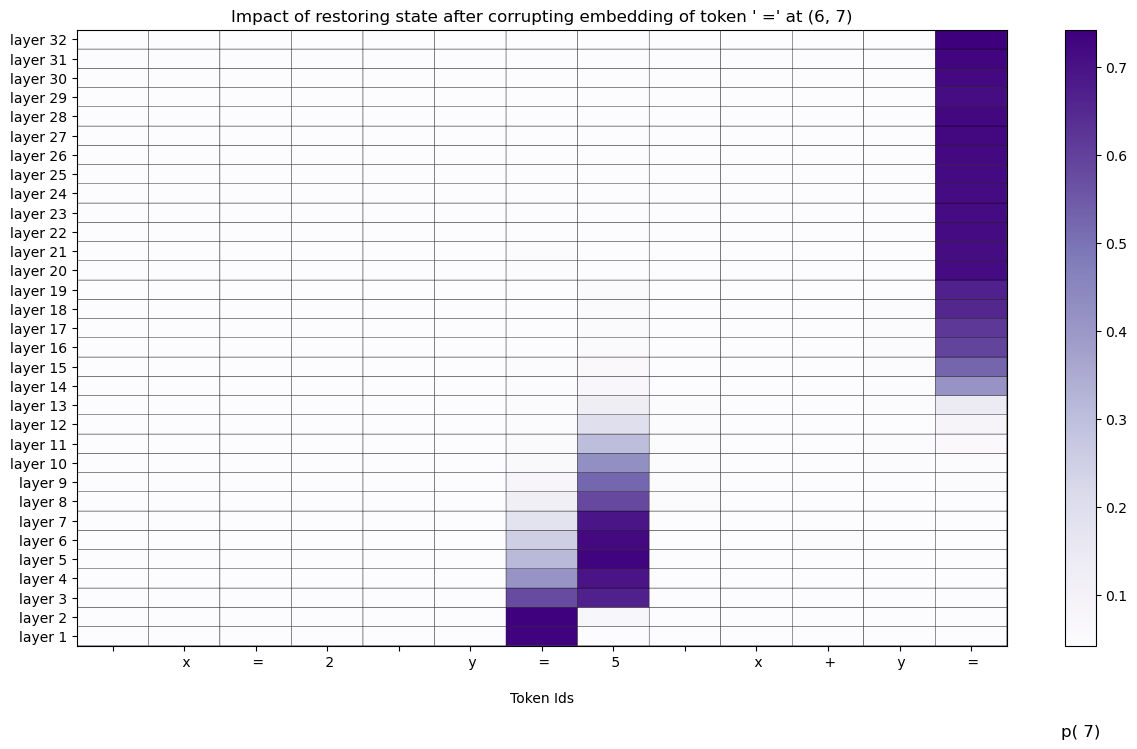 Impact of restoring state after corrupting embedding of token ' =' at (6, 7)
layer 32
layer 31
layer 30
layer 29
layer 28
layer 27
layer 26
layer 25
layer 24
layer 23
layer 22
layer 21
layer 20
layer 19
layer 18
layer 17
layer 16
layer 15
layer 14
layer 13
layer 12
layer 11
layer 10
layer 9
layer 8
layer 7
layer 6
layer 5
layer 4
layer 3
layer 2
layer 1
x = 2 y = 5 x + y =
Token Ids
0.7
0.6
0.5
0.4
0.3
0.2
0.1
p( 7)